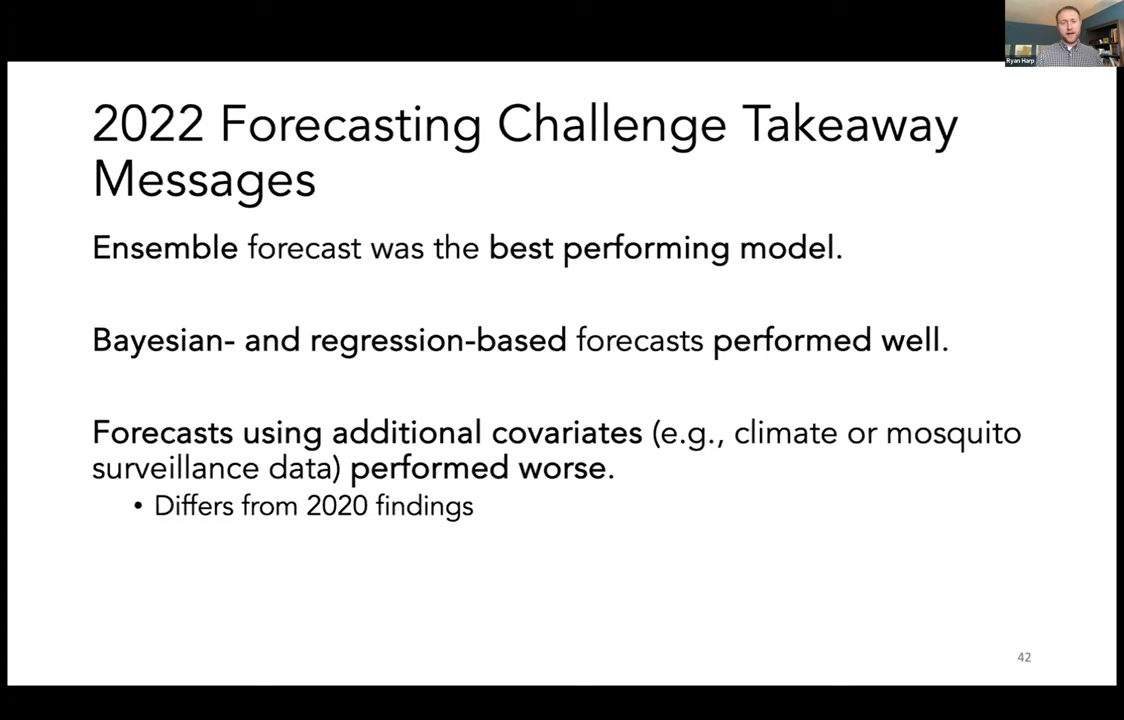 Ryan Harp
2022 Forecasting Challenge Takeaway
Messages
Ensemble forecast was the best performing model.
Bayesian- and regression-based forecasts performed well.
Forecasts using additional covariates (e.g., climate or mosquito
surveillance data) performed worse.
• Differs from 2020 findings
42